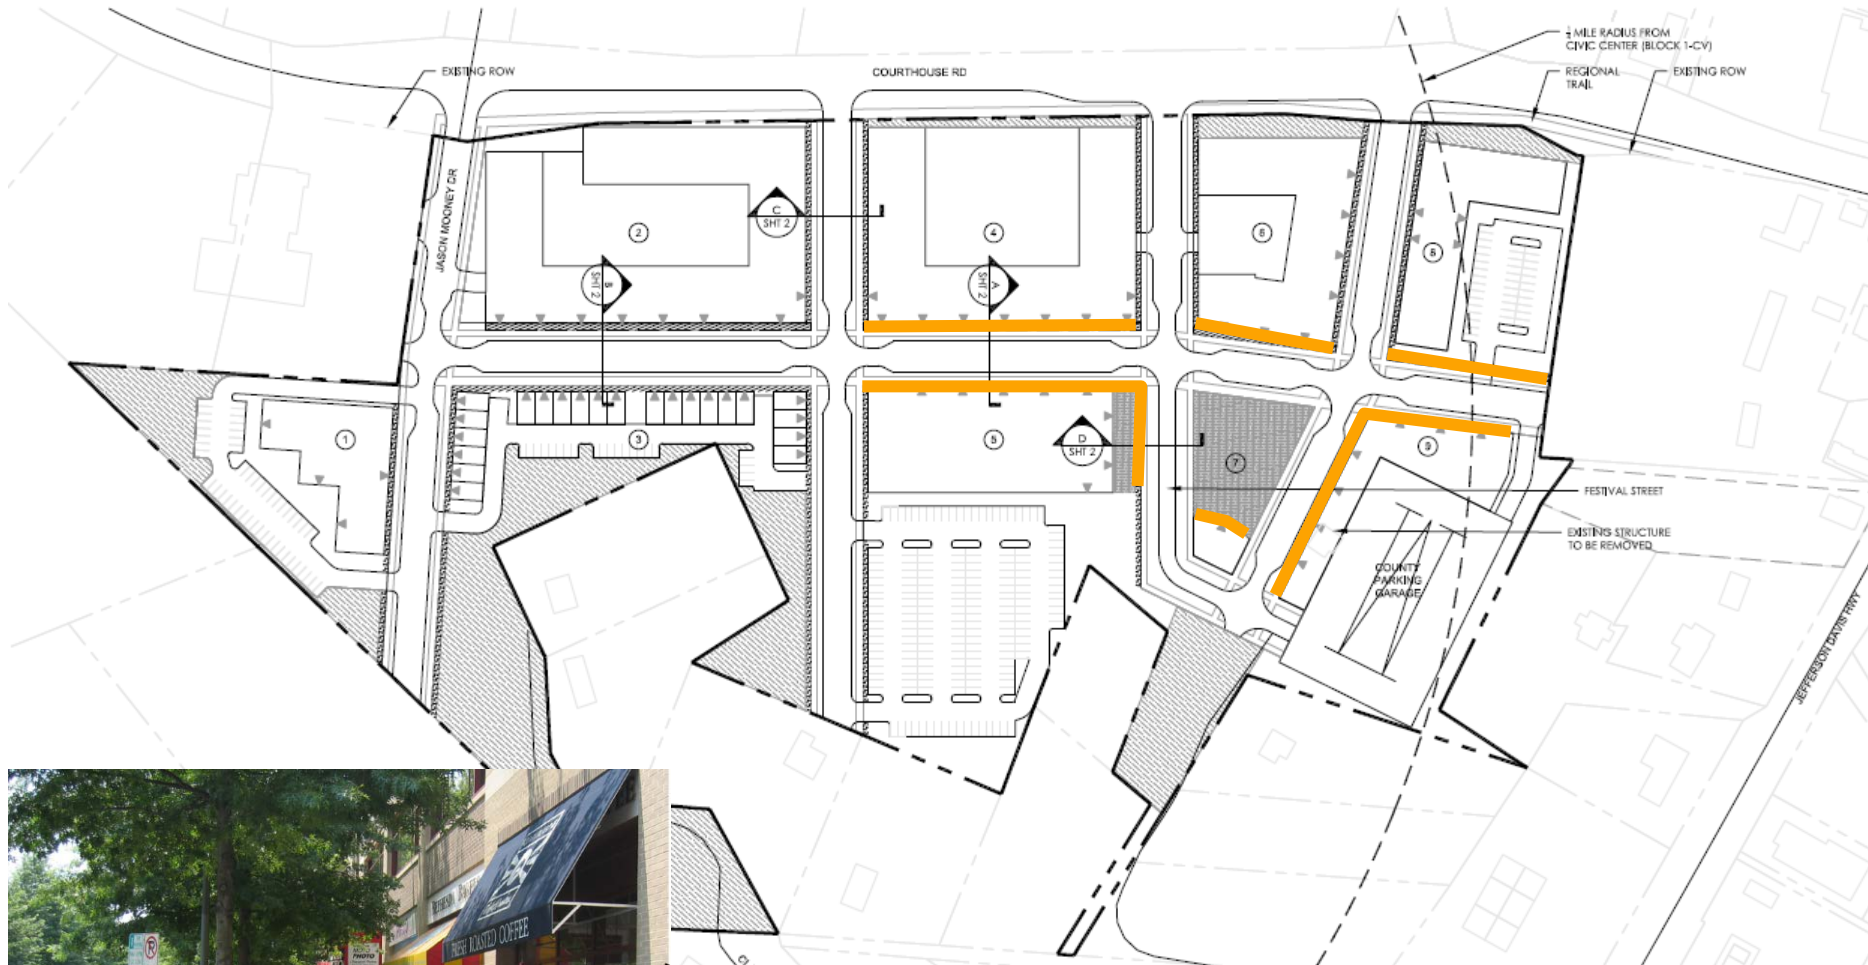 ¼ MILE RADIUS FROM
CIVIC CENTER (BLOCK 1-CV)
EXISTING ROW
COURTHOUSE RD
REGIONAL
TRAIL
EXISTING ROW
JASON MOONEY DR
C
SHT 2
2
4
6
8
B
SHT 2
A
SHT 2
1
3
5
D
SHT 2
7
9
FESTIVAL STREET
EXISTING STRUCTURE
TO BE REMOVED
COUNTY
PARKING
GARAGE
JEFFERSON DAVIS HWY
FRESH ROASTED COFFEE
PHOTO